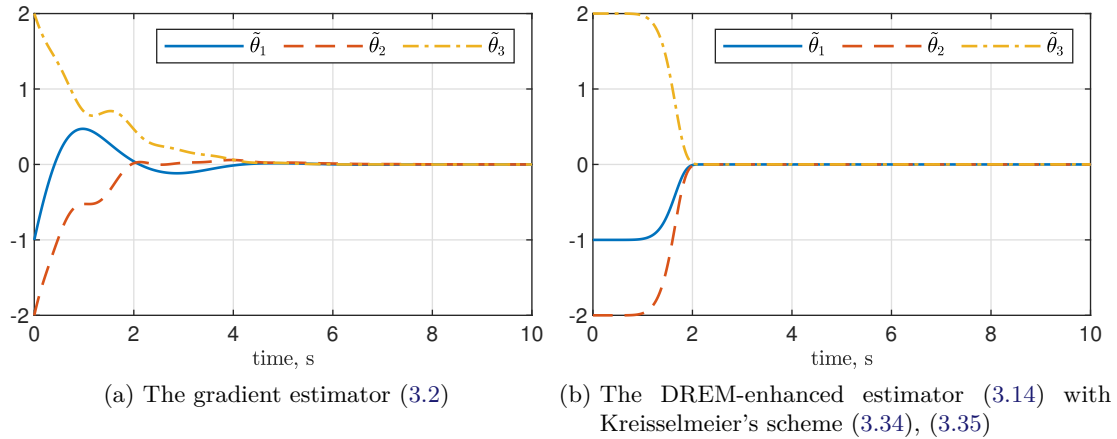 2
1
0
-1
-2
0 2 4 6 8 10
time, s
θ̃₁ θ̃₂ θ̃₃
(a) The gradient estimator (3.2)
2
1
0
-1
-2
0 2 4 6 8 10
time, s
θ̃₁ θ̃₂ θ̃₃
(b) The DREM-enhanced estimator (3.14) with
Kreisselmeier's scheme (3.34), (3.35)